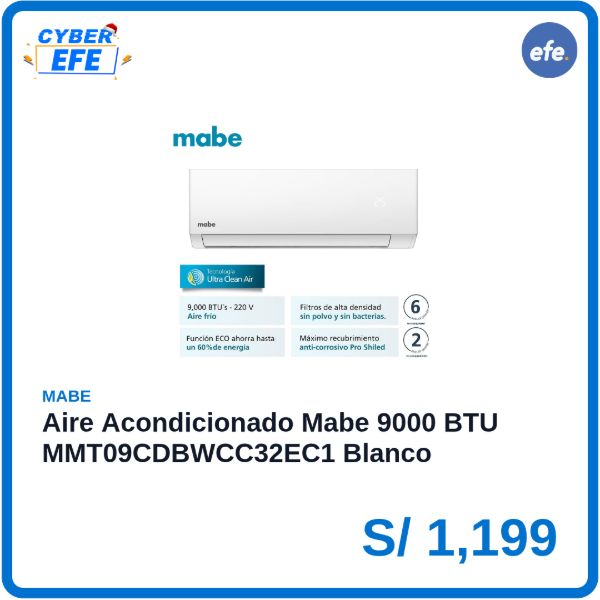 CYBER
EFE
efe.
mabe
mabe
Tecnología
Ultra Clean Air
9,000 BTU's - 220 V
Aire frío
Filtros de alta densidad
sin polvo y sin bacterias.
6
Función ECO ahorra hasta
un 60% de energía
Máximo recubrimiento
anti-corrosivo Pro Shiled
2
MABE
Aire Acondicionado Mabe 9000 BTU
MMT09CDBWCC32EC1 Blanco
S/ 1,199